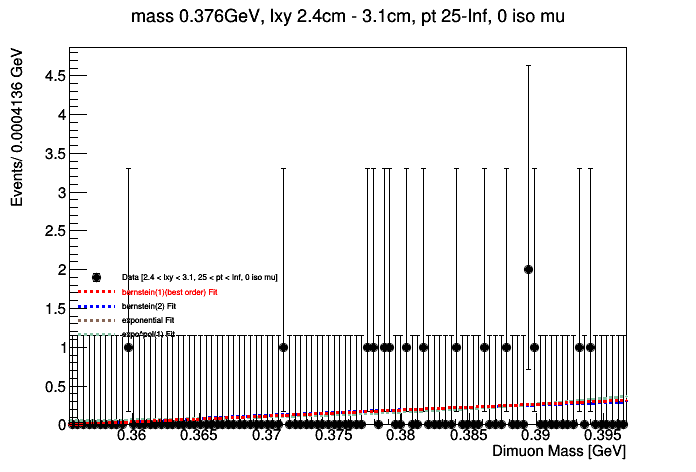 mass 0.376GeV, lxy 2.4cm - 3.1cm, pt 25-Inf, 0 iso mu
Events/ 0.0004136 GeV
4.5
4
3.5
3
2.5
2
1.5
1
0.5
0
Data [2.4 < lxy < 3.1, 25 < pt < Inf, 0 iso mu]
bernstein(1)(best order) Fit
bernstein(2) Fit
exponential Fit
expo*pol(1) Fit
0.36 0.365 0.37 0.375 0.38 0.385 0.39 0.395
Dimuon Mass [GeV]